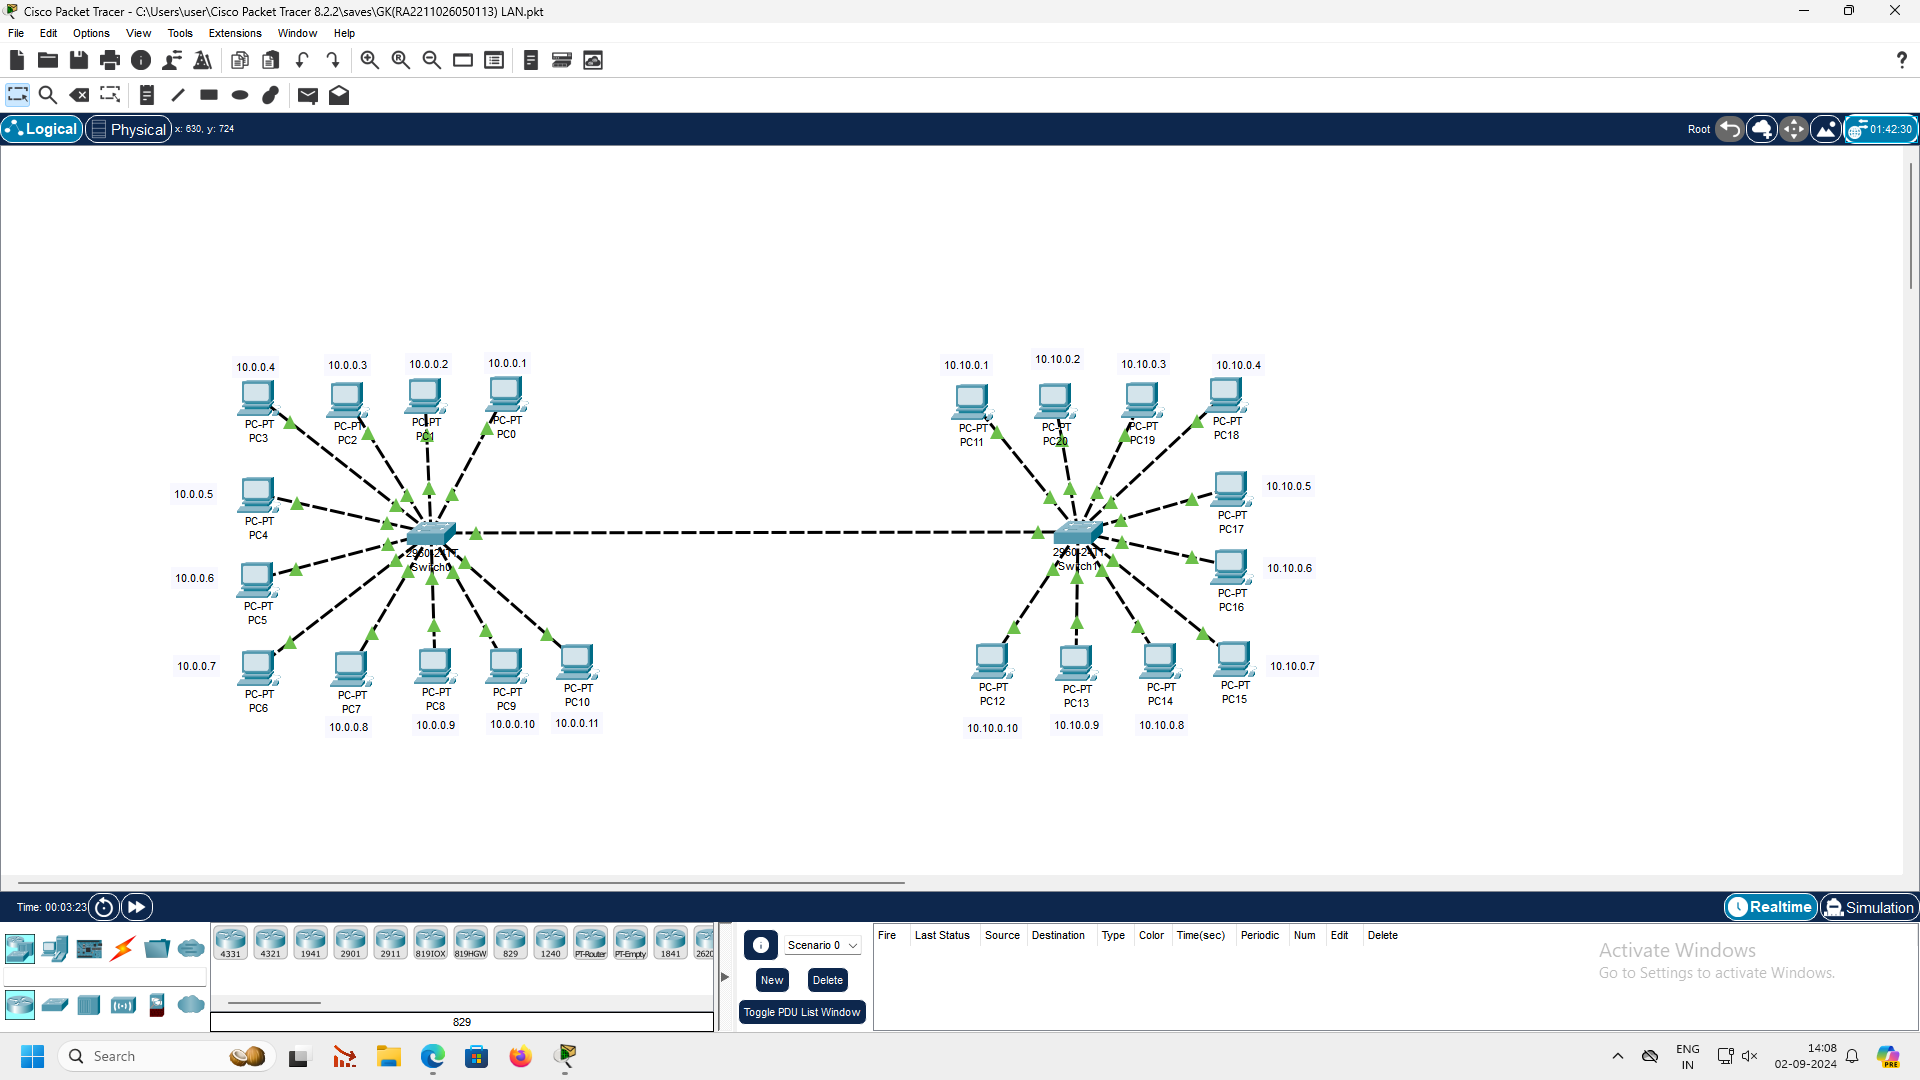 Cisco Packet Tracer - C:\Users\user\Cisco Packet Tracer 8.2.2\saves\GK(RA2211026050113) LAN.pkt
File Edit Options View Tools Extensions Window Help
Logical Physical x: 630, y: 724 Root 01:42:30
10.0.0.4 10.0.0.3 10.0.0.2 10.0.0.1 10.10.0.1 10.10.0.2 10.10.0.3 10.10.0.4
PC-PT PC-PT PC-PT PC-PT PC-PT PC-PT PC-PT PC-PT
PC3 PC2 PC1 PC0 PC11 PC20 PC19 PC18
10.0.0.5 10.10.0.5
PC-PT PC-PT
PC4 PC17
2960-24TT 2960-24TT
Switch0 Switch1
10.0.0.6 10.10.0.6
PC-PT PC-PT
PC5 PC16
10.0.0.7 10.10.0.7
PC-PT PC-PT PC-PT PC-PT PC-PT PC-PT PC-PT PC-PT PC-PT
PC6 PC7 PC8 PC9 PC10 PC12 PC13 PC14 PC15
10.0.0.8 10.0.0.9 10.0.0.10 10.0.0.11 10.10.0.10 10.10.0.9 10.10.0.8
Time: 00:03:23 Realtime Simulation
4331 4321 1941 2901 2911 819IOX 819HGW 829 1240 PT-Router PT-Empty 1841 2620
829
Scenario 0
New Delete
Toggle PDU List Window
Fire Last Status Source Destination Type Color Time(sec) Periodic Num Edit Delete
Activate Windows
Go to Settings to activate Windows.
Search
ENG
IN
14:08
02-09-2024
PRE